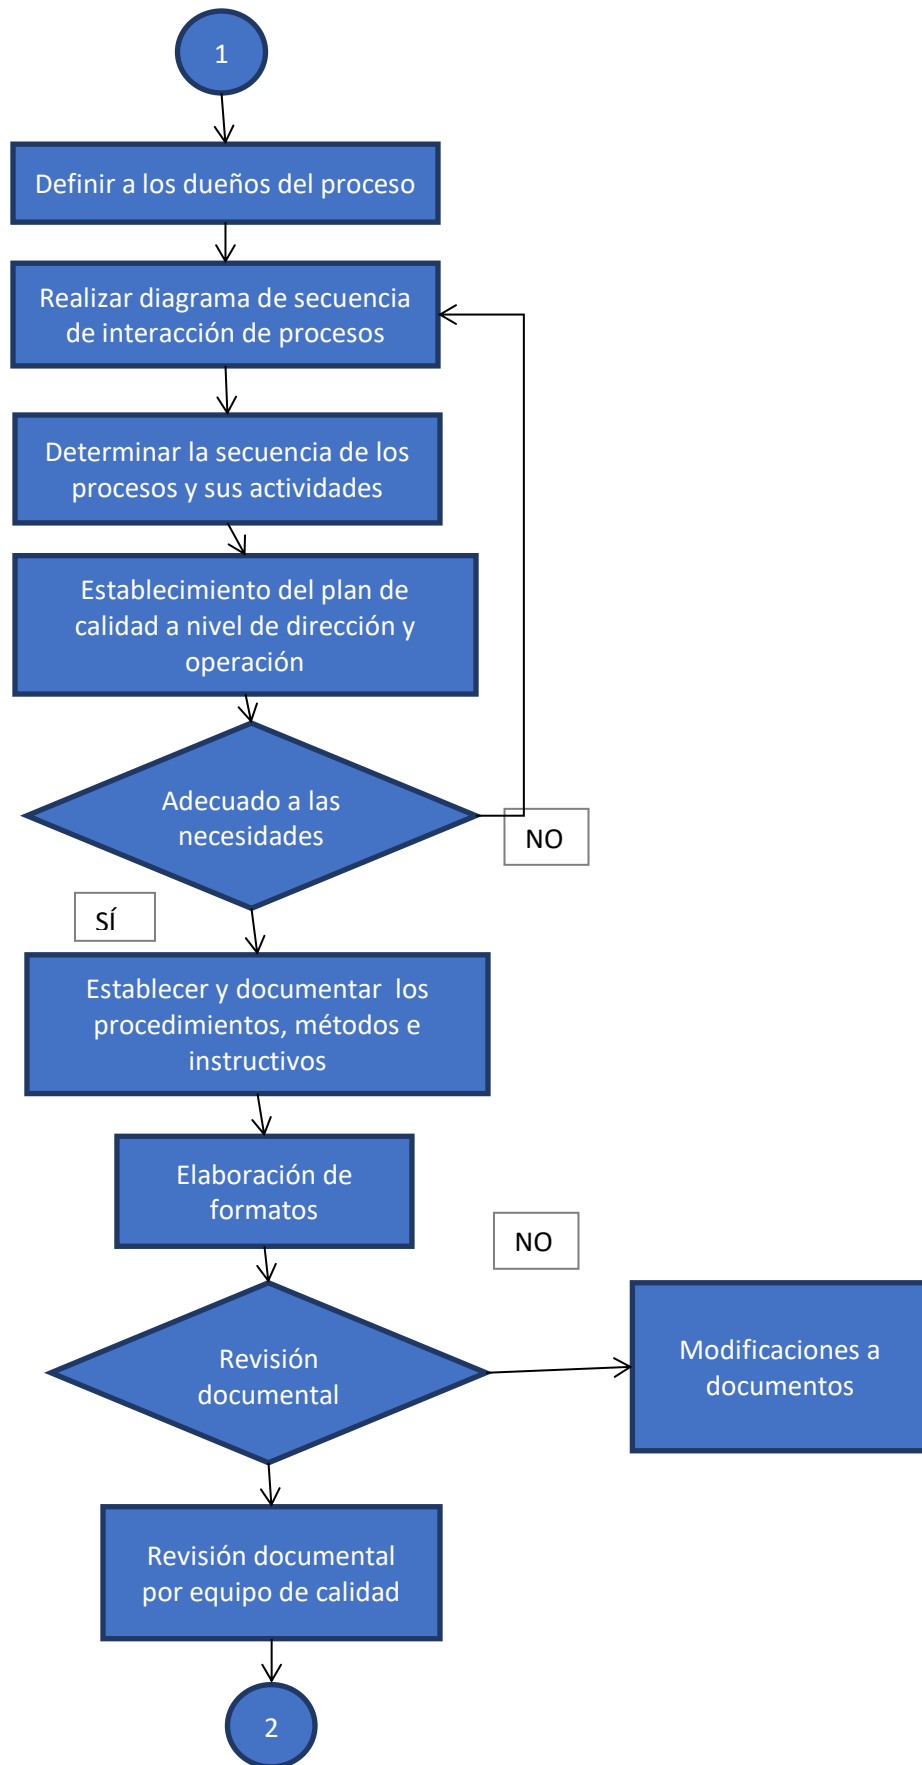 1
Definir a los dueños del proceso
Realizar diagrama de secuencia
de interacción de procesos
Determinar la secuencia de los
procesos y sus actividades
Establecimiento del plan de
calidad a nivel de dirección y
operación
Adecuado a las
necesidades
NO
SÍ
Establecer y documentar  los
procedimientos, métodos e
instructivos
Elaboración de
formatos
NO
Revisión
documental
Modificaciones a
documentos
Revisión documental
por equipo de calidad
2